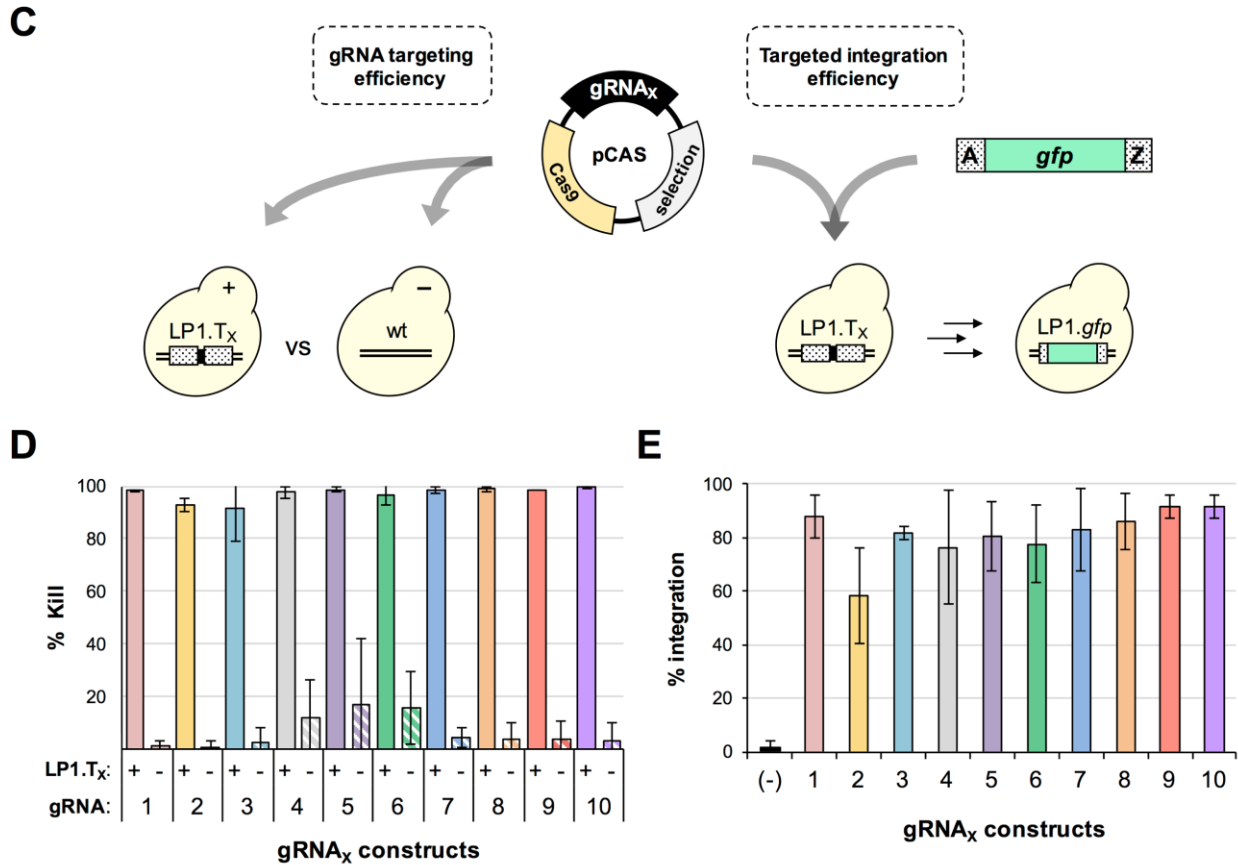 C
gRNA targeting
efficiency
Targeted integration
efficiency
gRNAX
pCAS
Cas9
selection
A gfp Z
+
LP1.TX
vs
−
wt
LP1.TX
LP1.gfp
D
% Kill
100
80
60
40
20
LP1.TX: + - + - + - + - + - + - + - + - + - + -
gRNA: 1 2 3 4 5 6 7 8 9 10
gRNAX constructs
E
% integration
100
80
60
40
20
0
(-) 1 2 3 4 5 6 7 8 9 10
gRNAX constructs